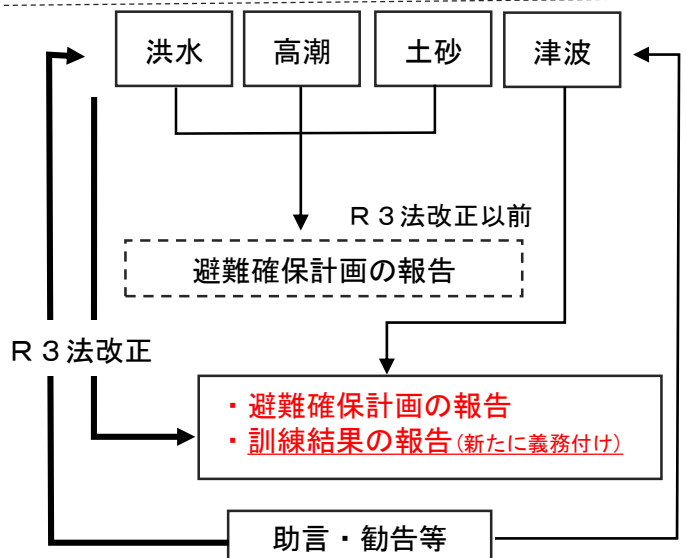 洪水
高潮
土砂
津波
Ｒ３法改正以前
避難確保計画の報告
Ｒ３法改正
・避難確保計画の報告
・訓練結果の報告(新たに義務付け)
助言・勧告等